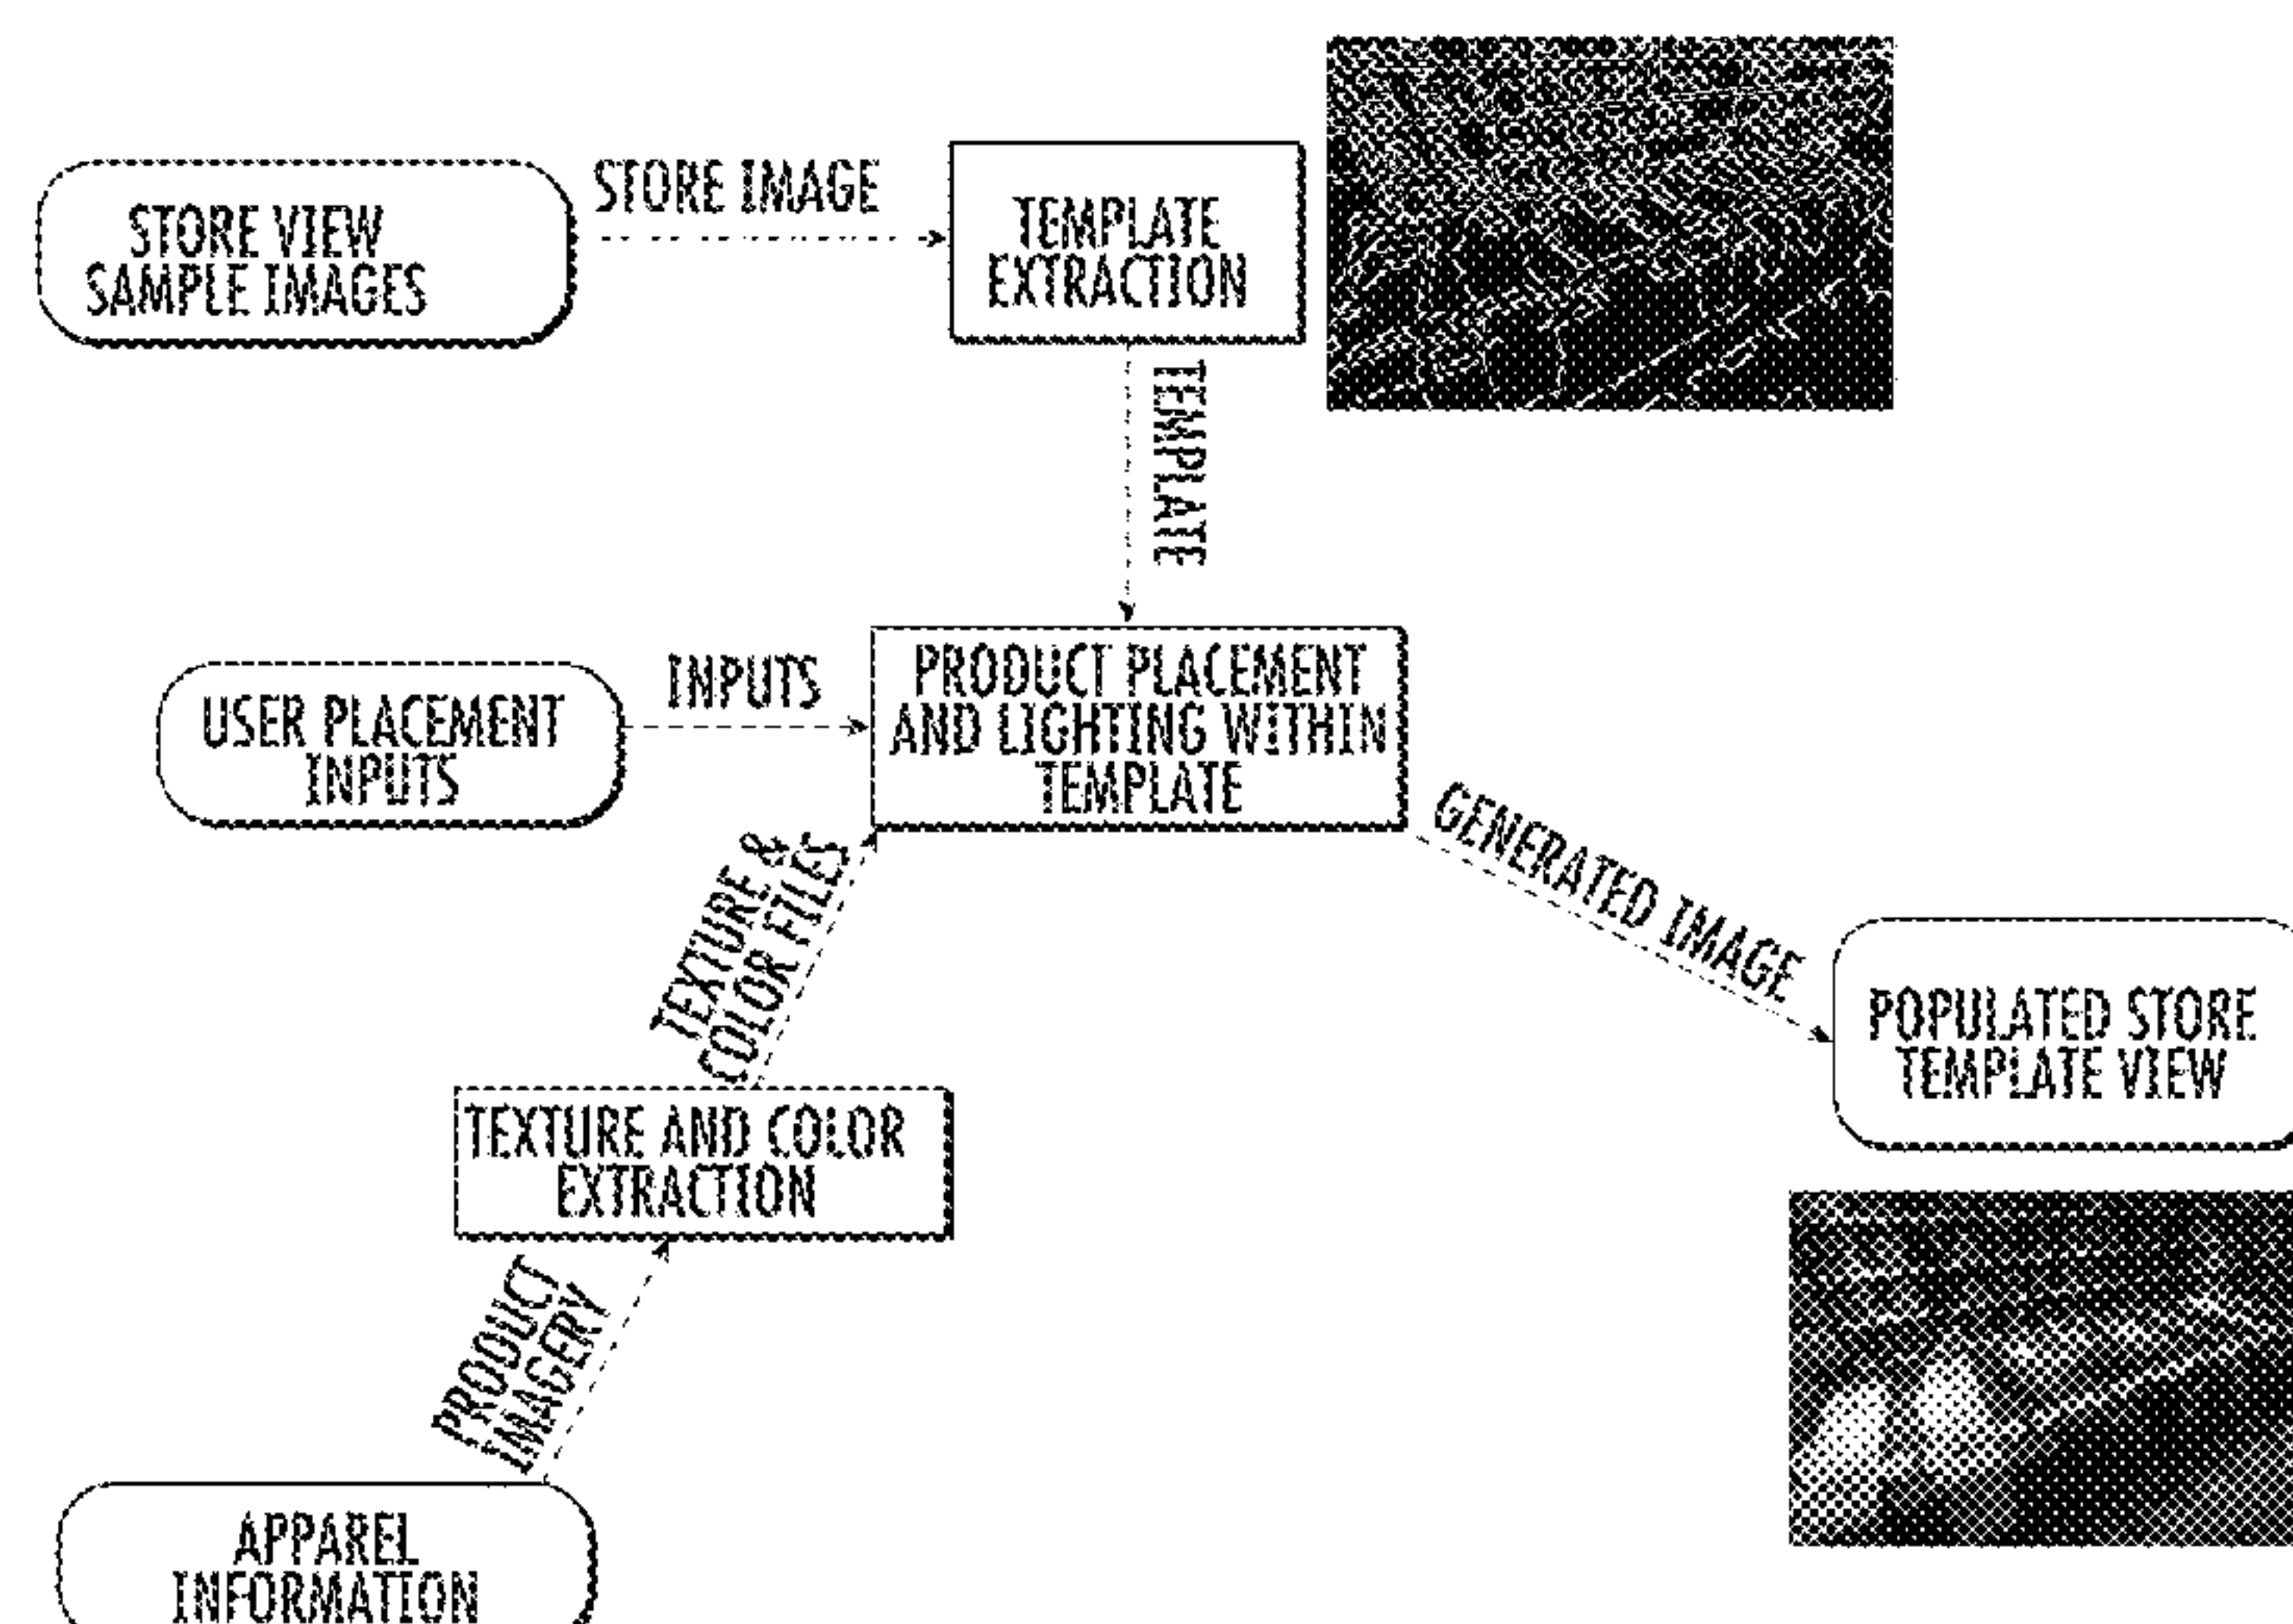 STORE VIEW
SAMPLE IMAGES
STORE IMAGE
TEMPLATE
EXTRACTION
TEMPLATE
USER PLACEMENT
INPUTS
INPUTS
PRODUCT PLACEMENT
AND LIGHTING WITHIN
TEMPLATE
TEXTURE &
COLOR FILES
GENERATED IMAGE
POPULATED STORE
TEMPLATE VIEW
TEXTURE AND COLOR
EXTRACTION
PRODUCT
IMAGERY
APPAREL
INFORMATION